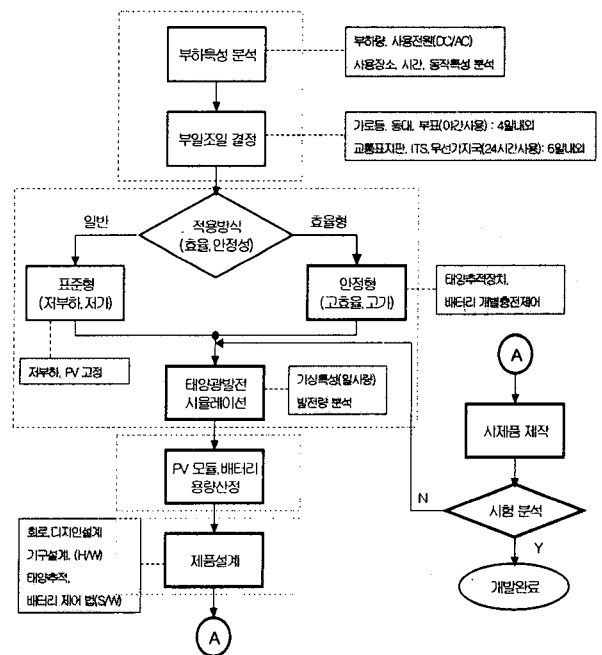 부하특성 분석
부하량, 사용전원(DC/AC)
사용장소, 시간, 동작특성 분석
부일조일 결정
가로등, 등대, 부표(야간사용) : 4일내외
교통표지판, ITS, 무선기지국(24시간사용): 6일내외
적용방식
(효율, 안정성)
일반
효율형
표준형
(저부하, 저가)
안정형
(고효율, 고가)
태양추적장치,
배터리 개별충전제어
저부하, PV 고정
태양광발전
시뮬레이션
기상특성(일사량)
발전량 분석
PV 모듈, 배터리
용량산정
회로, 디자인설계
기구설계, (H/W)
태양추적,
배터리 제어 법(S/W)
제품설계
A
A
시제품 제작
시험 분석
N
Y
개발완료